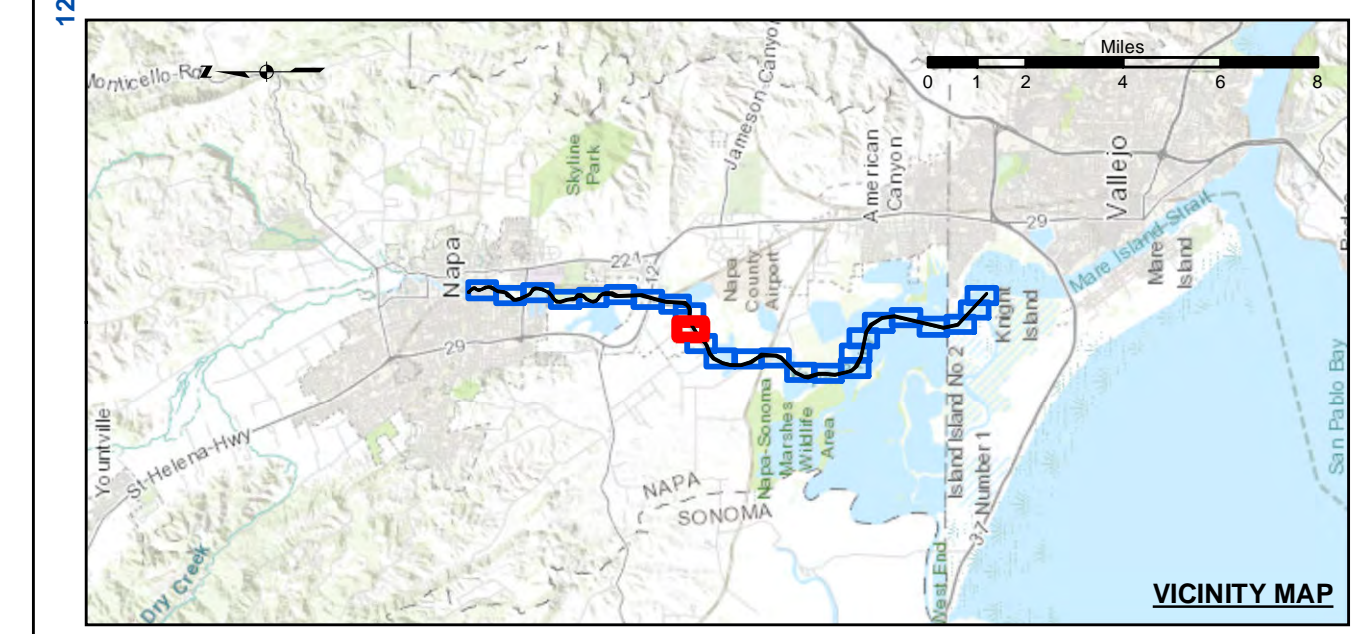 12
Monticello-Rd
Z
Miles
0 1 2 4 6 8
Jameson-Canyo
Skyline
Park
American
Canyon
Vallejo
Napa
221
12
29
Napa
County
Airport
Mare Island Strait
Mare
Island
Knight
Island
29
Yountville
St-Helena-Hwy
Napa-Sonoma
Marshes
Wildlife
Area
Island Island No 2
Number 1
37
San Pablo Bay
NAPA
SONOMA
Dry Creek
West End
VICINITY MAP